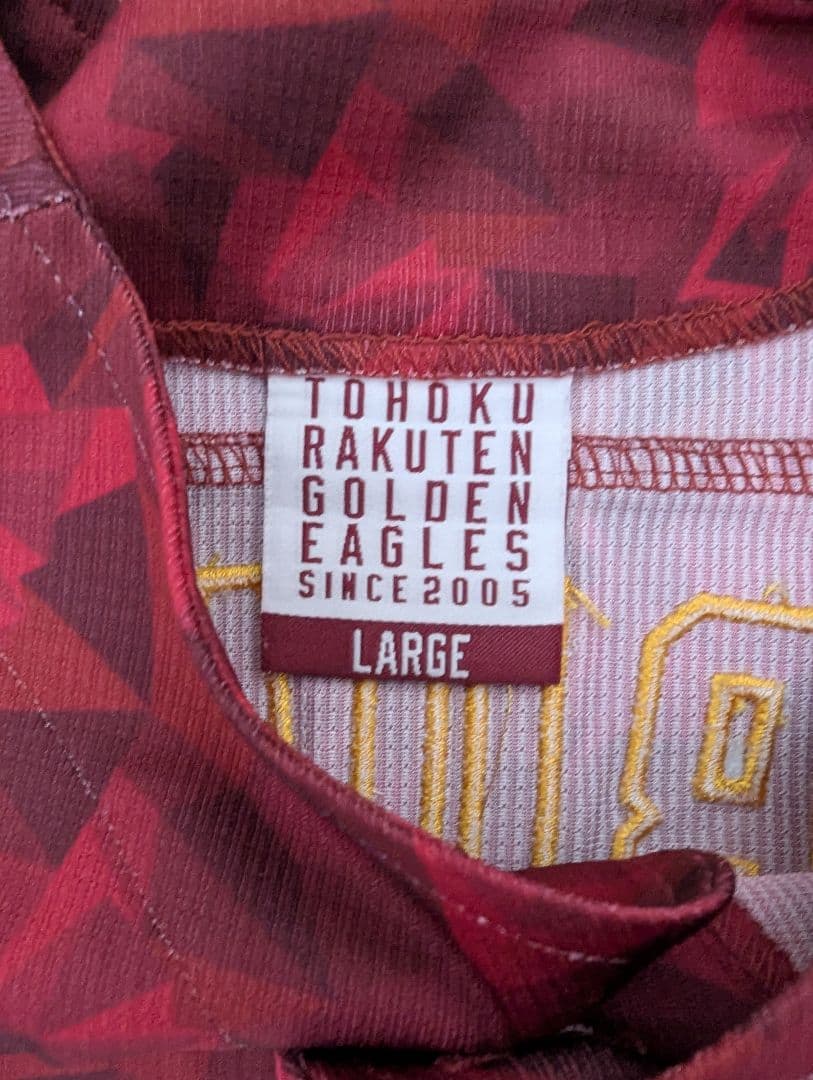 TOHOKU
RAKUTEN
GOLDEN
EAGLES
SINCE 2005
LARGE